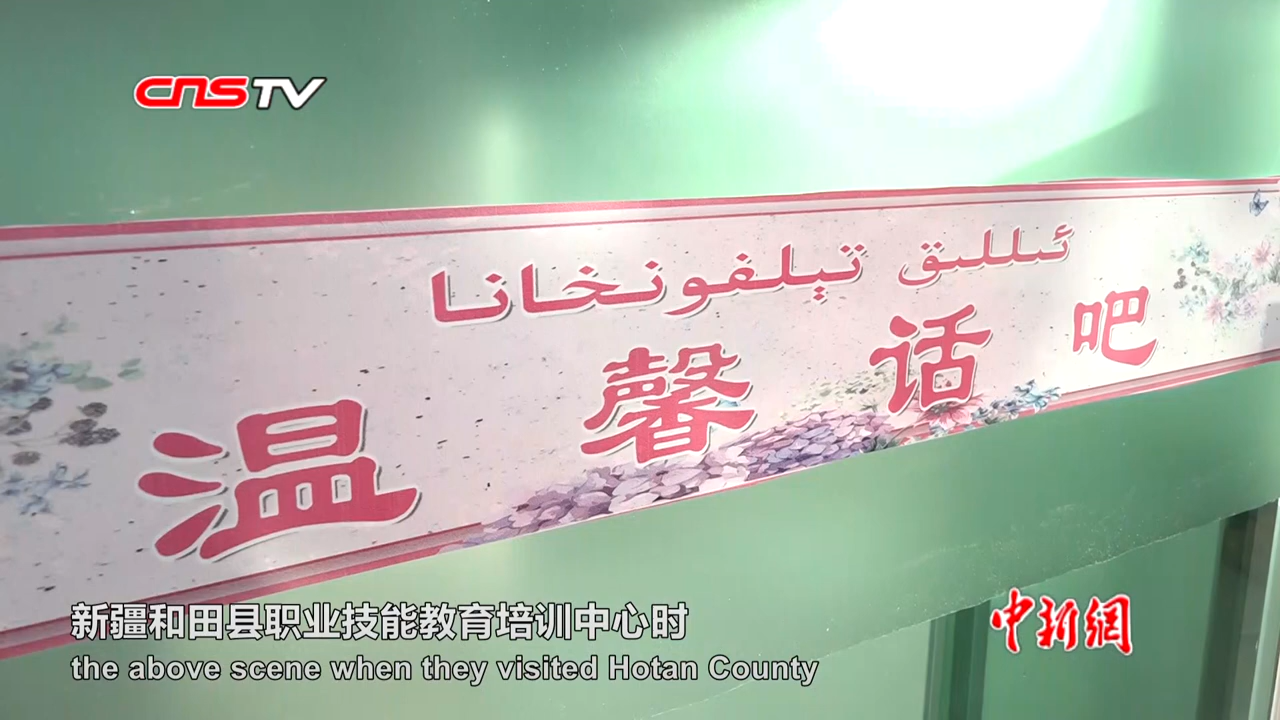 CNSTV
ئىللىق تېلفونخانا
温馨话吧
新疆和田县职业技能教育培训中心时
the above scene when they visited Hotan County
中新網